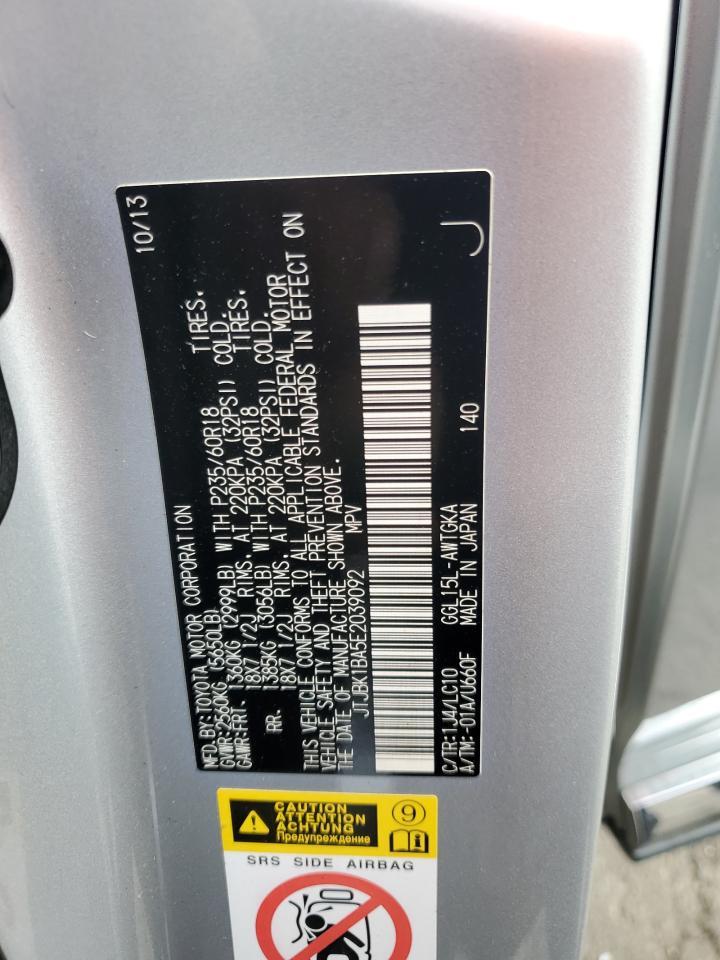 MFD.BY:TOYOTA MOTOR CORPORATION 10/13
GVWR:2560KG (5650LB)
GAWR:FRT. 1360KG (2999LB) WITH P235/60R18 TIRES.
18X7 1/2J RIMS. AT 220KPA (32PSI) COLD.
RR. 1385KG (3056LB) WITH P235/60R18 TIRES.
18X7 1/2J RIMS. AT 220KPA (32PSI) COLD.
THIS VEHICLE CONFORMS TO ALL APPLICABLE FEDERAL MOTOR
VEHICLE SAFETY AND THEFT PREVENTION STANDARDS IN EFFECT ON
THE DATE OF MANUFACTURE SHOWN ABOVE.
JTJBK1BA5E2039092 MPV
C/TR:1J4/LC10 GGL15L-AWTGKA 140 J
A/TM:-01A/U660F MADE IN JAPAN
CAUTION
ATTENTION
ACHTUNG
Предупреждение
9
SRS SIDE AIRBAG